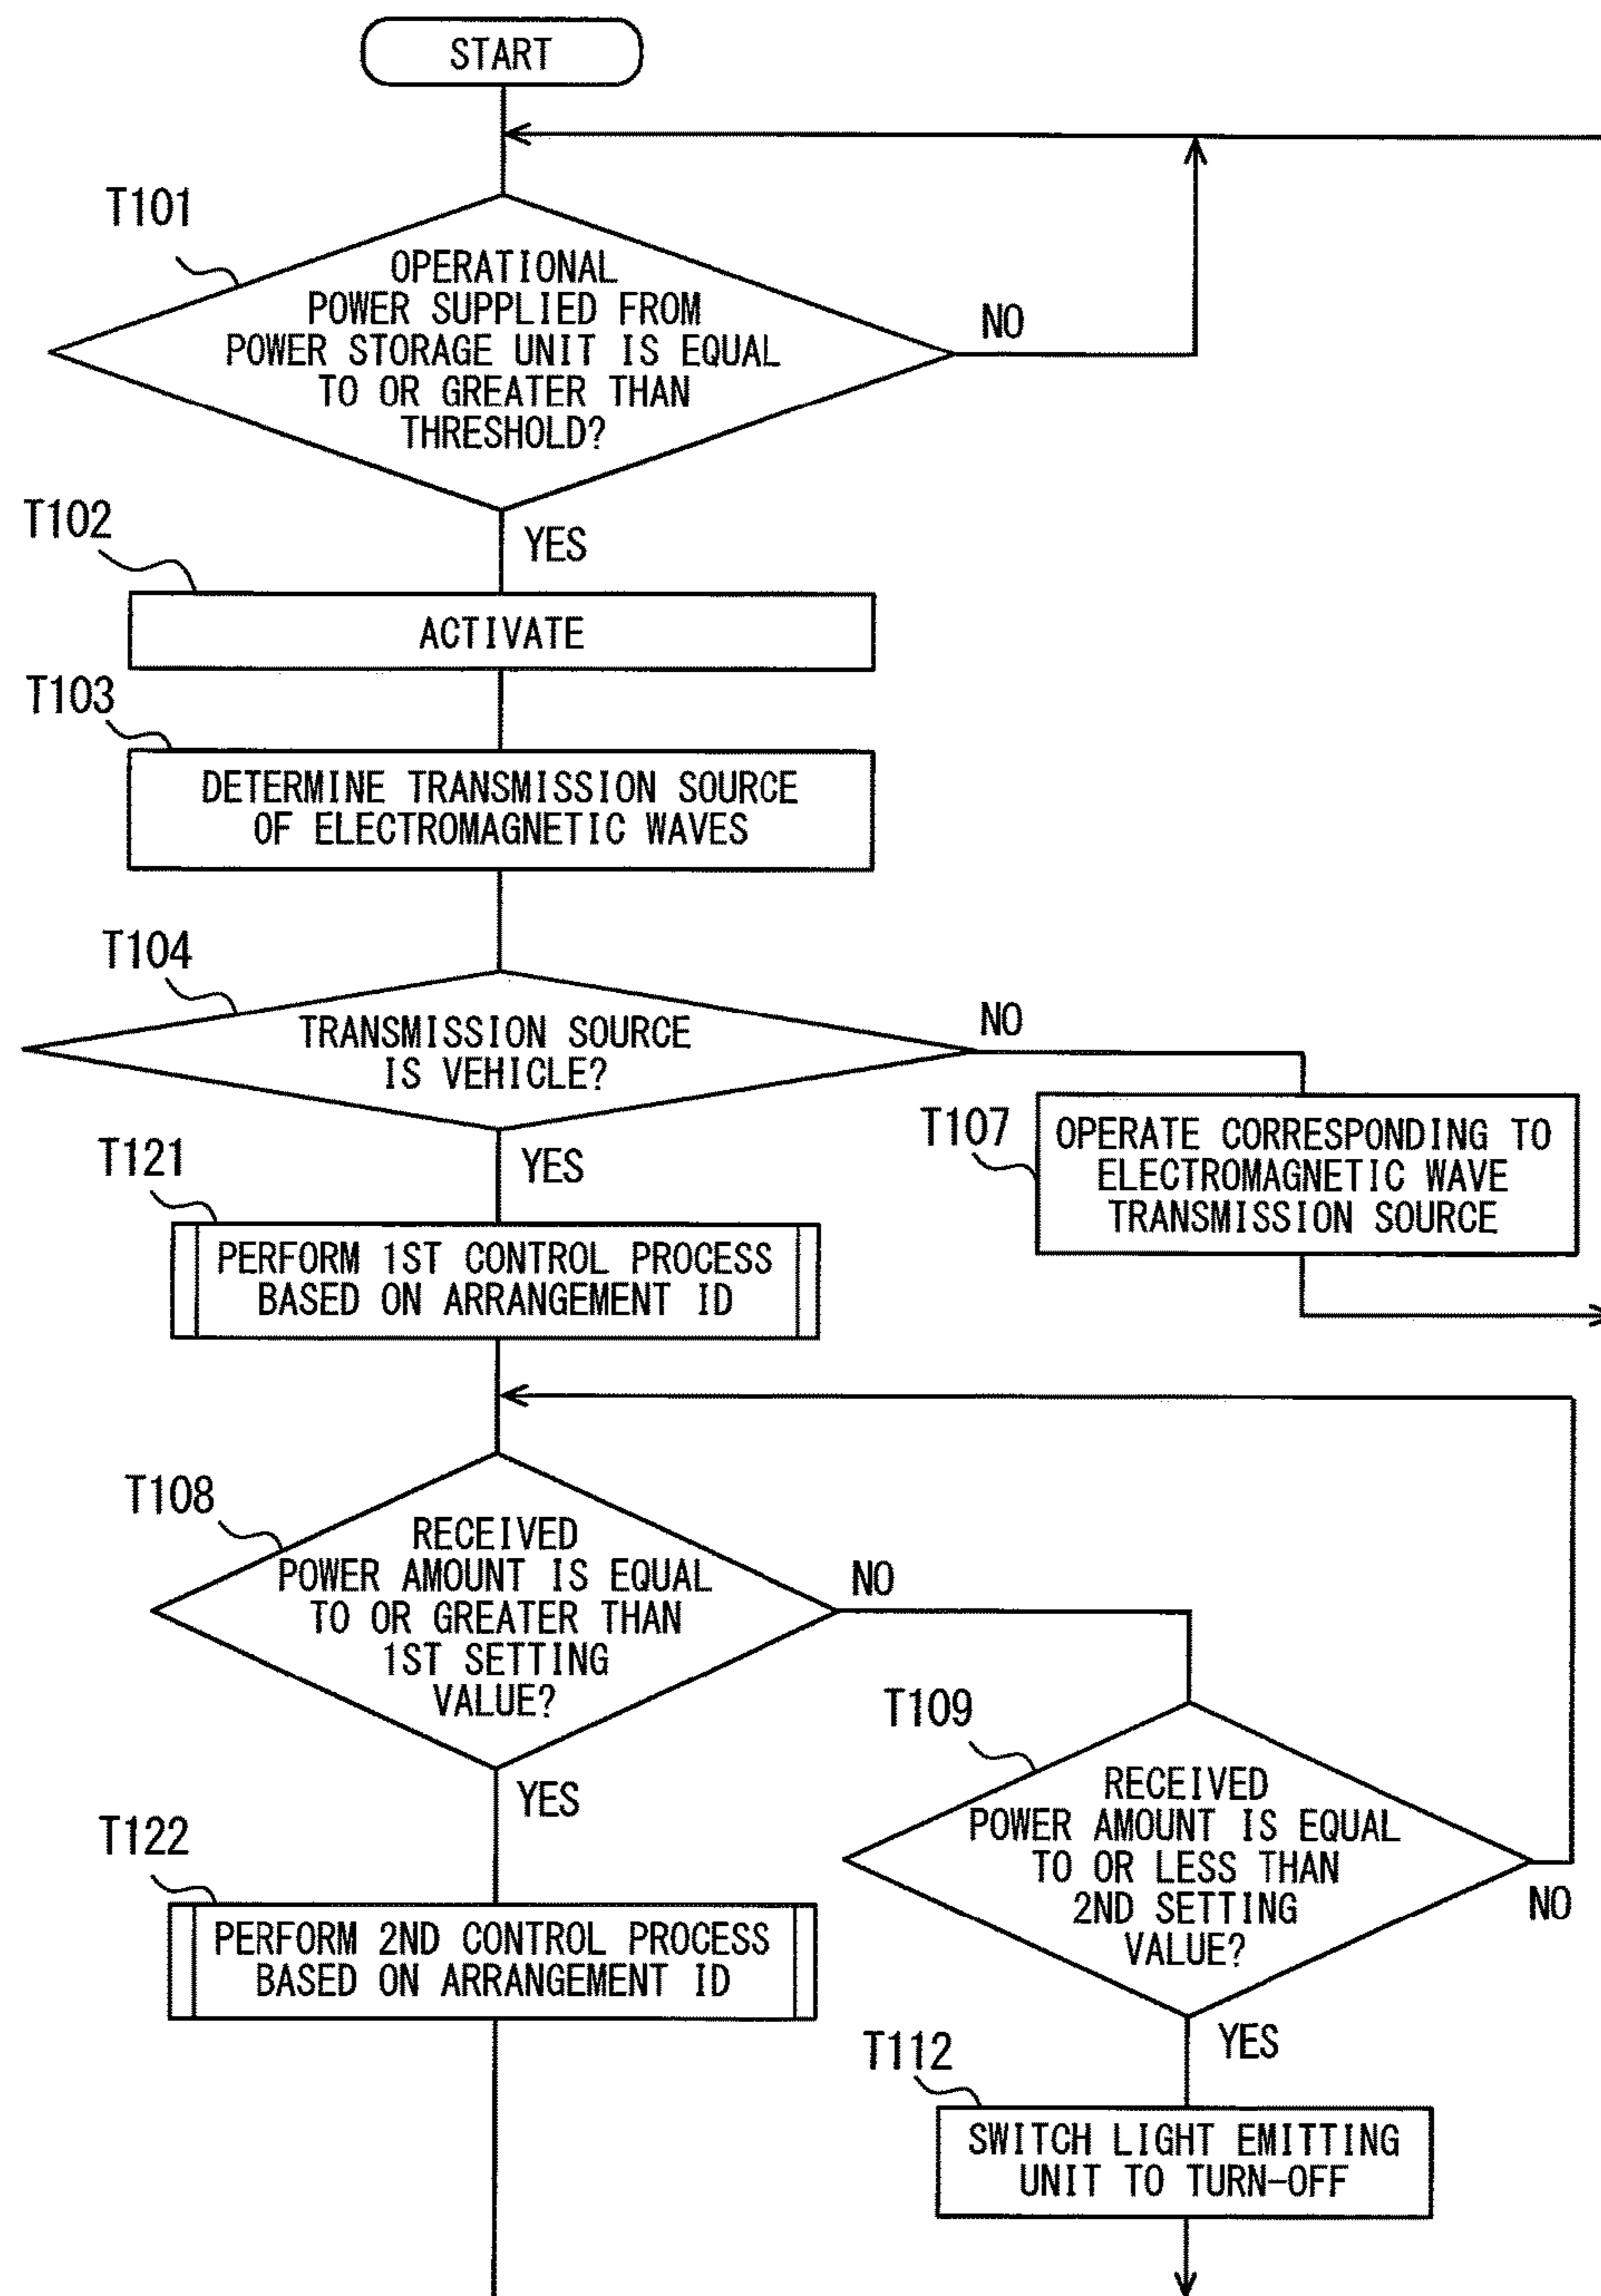 START
T101
OPERATIONAL
POWER SUPPLIED FROM
POWER STORAGE UNIT IS EQUAL
TO OR GREATER THAN
THRESHOLD?
NO
YES
T102
ACTIVATE
T103
DETERMINE TRANSMISSION SOURCE
OF ELECTROMAGNETIC WAVES
T104
TRANSMISSION SOURCE
IS VEHICLE?
NO
YES
T107
OPERATE CORRESPONDING TO
ELECTROMAGNETIC WAVE
TRANSMISSION SOURCE
T121
PERFORM 1ST CONTROL PROCESS
BASED ON ARRANGEMENT ID
T108
RECEIVED
POWER AMOUNT IS EQUAL
TO OR GREATER THAN
1ST SETTING
VALUE?
NO
YES
T109
RECEIVED
POWER AMOUNT IS EQUAL
TO OR LESS THAN
2ND SETTING
VALUE?
NO
YES
T122
PERFORM 2ND CONTROL PROCESS
BASED ON ARRANGEMENT ID
T112
SWITCH LIGHT EMITTING
UNIT TO TURN-OFF